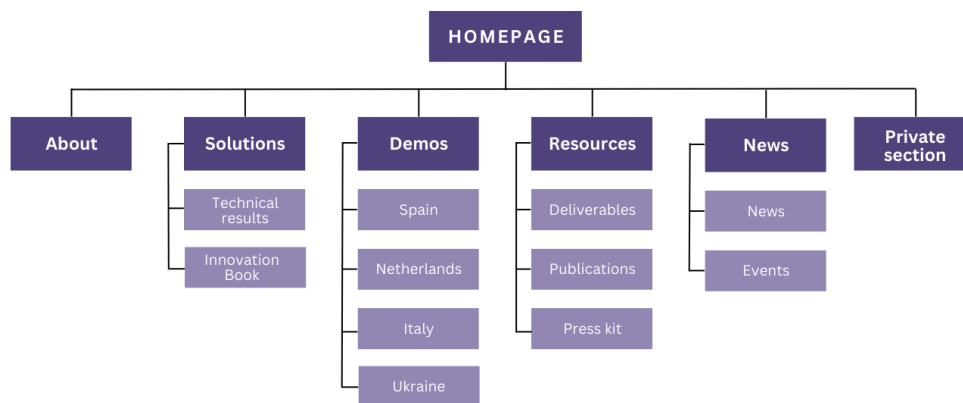 HOMEPAGE
About
Solutions
Technical
results
Innovation
Book
Demos
Spain
Netherlands
Italy
Ukraine
Resources
Deliverables
Publications
Press kit
News
News
Events
Private
section